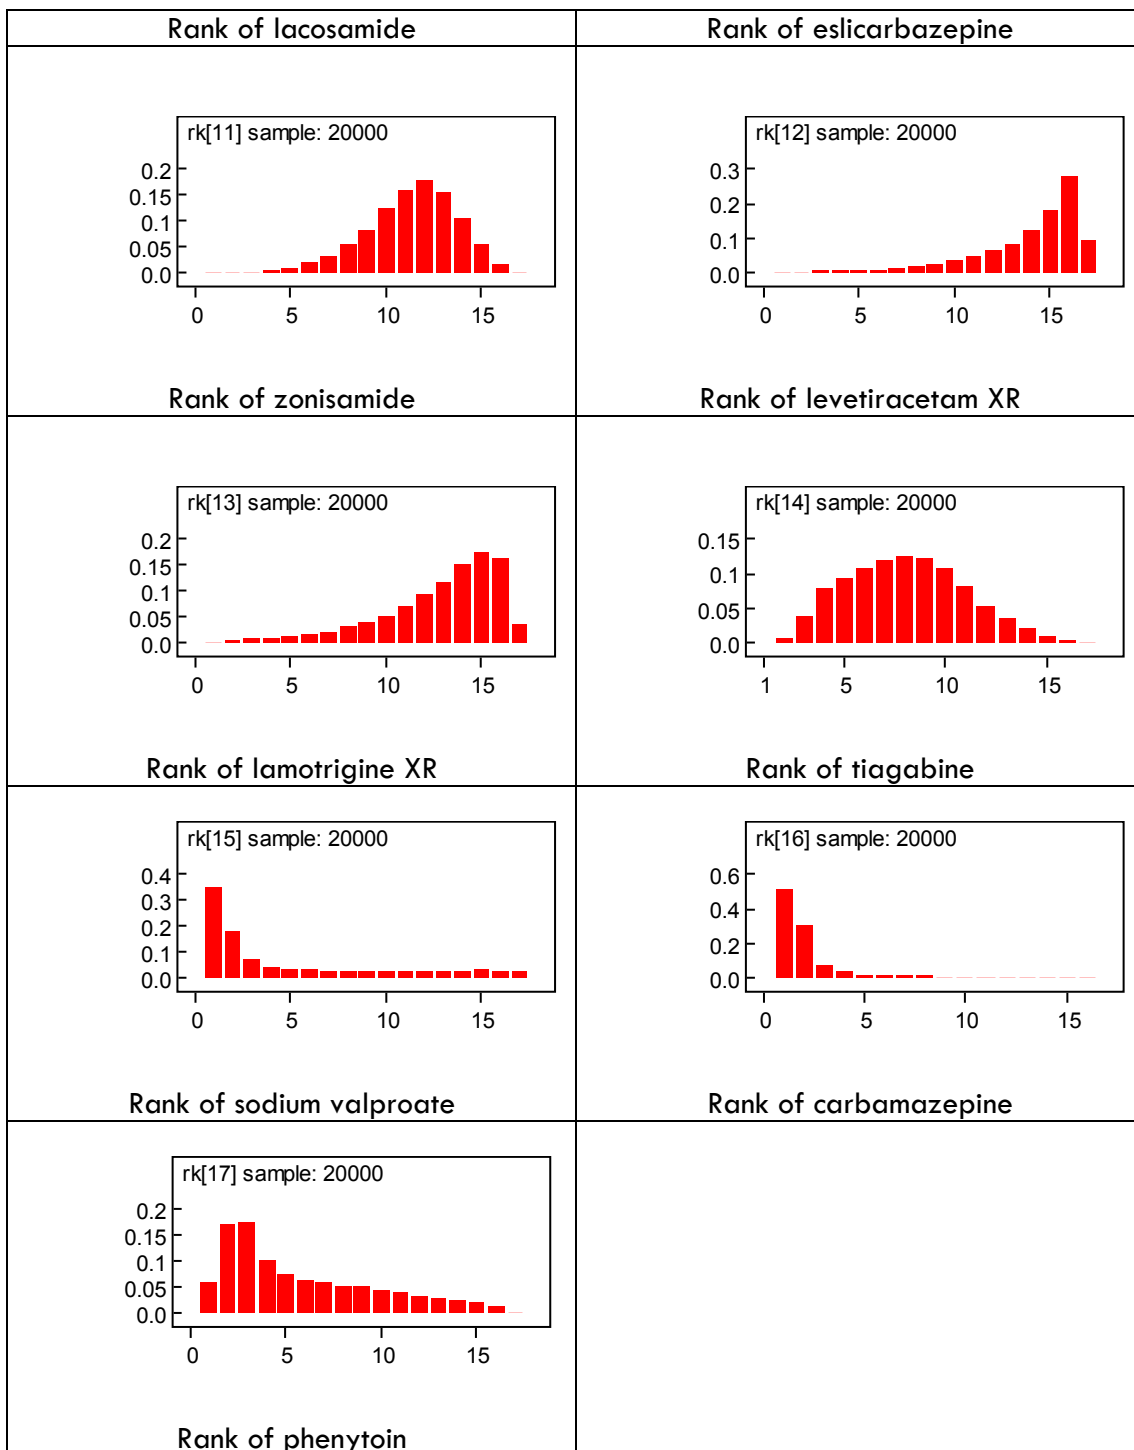 Rank of lacosamide
Rank of eslicarbazepine
rk[11] sample: 20000
0.2
0.15
0.1
0.05
0.0
0 5 10 15
rk[12] sample: 20000
0.3
0.2
0.1
0.0
0 5 10 15
Rank of zonisamide
Rank of levetiracetam XR
rk[13] sample: 20000
0.2
0.15
0.1
0.05
0.0
0 5 10 15
rk[14] sample: 20000
0.15
0.1
0.05
0.0
1 5 10 15
Rank of lamotrigine XR
Rank of tiagabine
rk[15] sample: 20000
0.4
0.3
0.2
0.1
0.0
0 5 10 15
rk[16] sample: 20000
0.6
0.4
0.2
0.0
0 5 10 15
Rank of sodium valproate
Rank of carbamazepine
rk[17] sample: 20000
0.2
0.15
0.1
0.05
0.0
0 5 10 15
Rank of phenytoin